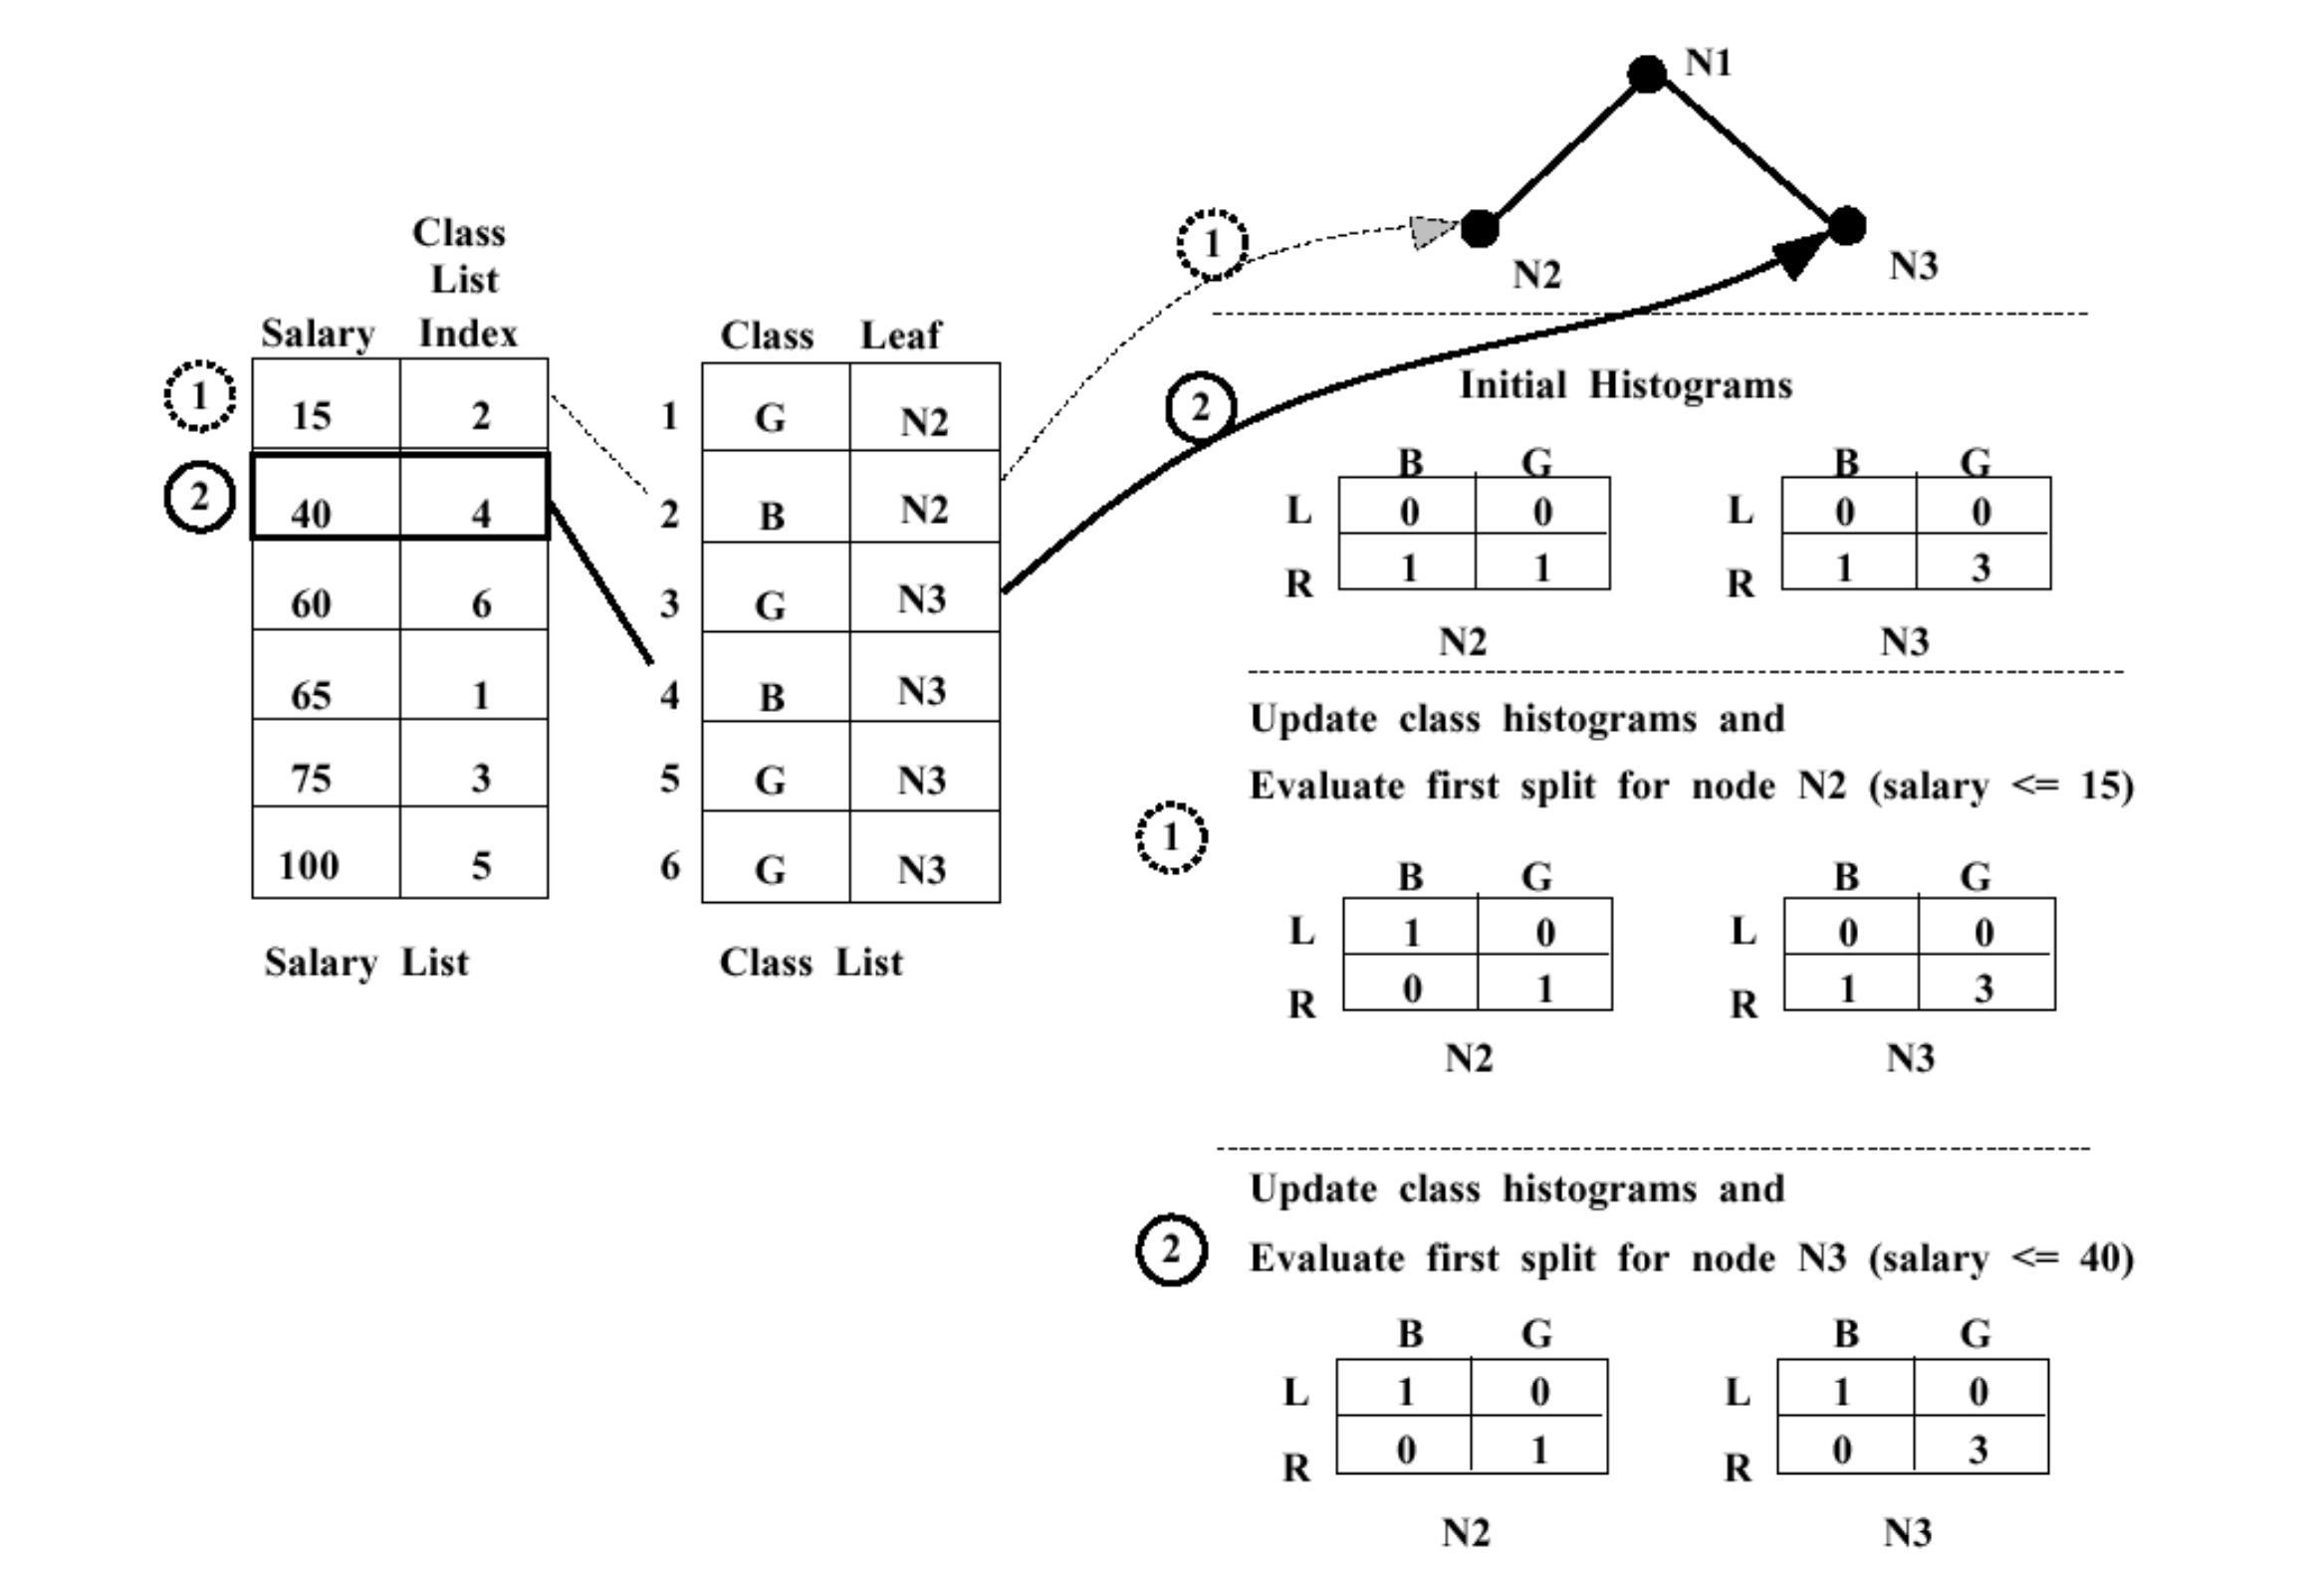 N1
1
N2
N3
Class
List
Salary Index
1 15 2
2 40 4
60 6
65 1
75 3
100 5
Salary List
Class Leaf
1 G N2
2 B N2
3 G N3
4 B N3
5 G N3
6 G N3
Class List
2
Initial Histograms
B G B G
L 0 0 L 0 0
R 1 1 R 1 3
N2 N3
Update class histograms and
Evaluate first split for node N2 (salary <= 15)
1
B G B G
L 1 0 L 0 0
R 0 1 R 1 3
N2 N3
Update class histograms and
2 Evaluate first split for node N3 (salary <= 40)
B G B G
L 1 0 L 1 0
R 0 1 R 0 3
N2 N3